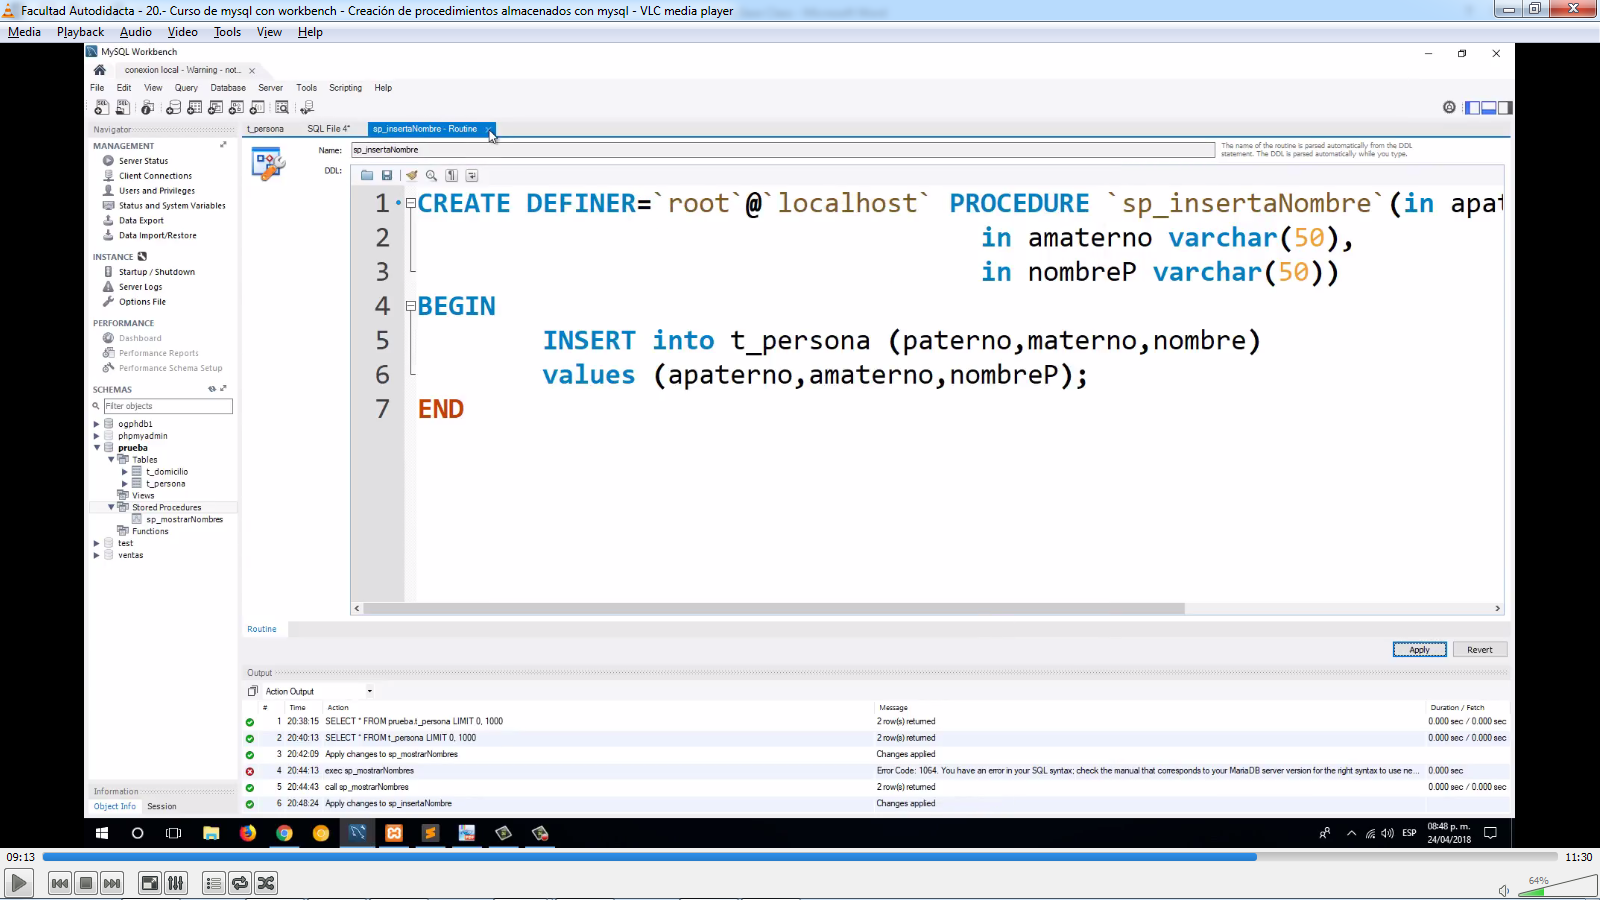 Facultad Autodidacta - 20.- Curso de mysql con workbench - Creación de procedimientos almacenados con mysql - VLC media player
Media Playback Audio Video Tools View Help
MySQL Workbench
conexion local - Warning - not...
File Edit View Query Database Server Tools Scripting Help
Navigator
t_persona SQL File 4* sp_insertaNombre - Routine
MANAGEMENT
Server Status
Client Connections
Users and Privileges
Status and System Variables
Data Export
Data Import/Restore
INSTANCE
Startup / Shutdown
Server Logs
Options File
PERFORMANCE
Dashboard
Performance Reports
Performance Schema Setup
SCHEMAS
Filter objects
ogphdb1
phpmyadmin
prueba
Tables
t_domicilio
t_persona
Views
Stored Procedures
sp_mostrarNombres
Functions
test
ventas
Information
Object Info Session
Name: sp_insertaNombre
The name of the routine is parsed automatically from the DDL
statement. The DDL is parsed automatically while you type.
DDL:
1 CREATE DEFINER=`root`@`localhost` PROCEDURE `sp_insertaNombre`(in apat
2 in amaterno varchar(50),
3 in nombreP varchar(50))
4 BEGIN
5 INSERT into t_persona (paterno,materno,nombre)
6 values (apaterno,amaterno,nombreP);
7 END
Routine
Apply Revert
Output
Action Output
# Time Action Message Duration / Fetch
1 20:38:15 SELECT * FROM prueba.t_persona LIMIT 0, 1000 2 row(s) returned 0.000 sec / 0.000 sec
2 20:40:13 SELECT * FROM t_persona LIMIT 0, 1000 2 row(s) returned 0.000 sec / 0.000 sec
3 20:42:09 Apply changes to sp_mostrarNombres Changes applied
4 20:44:13 exec sp_mostrarNombres Error Code: 1064. You have an error in your SQL syntax; check the manual that corresponds to your MariaDB server version for the right syntax to use ne... 0.000 sec
5 20:44:43 call sp_mostrarNombres 2 row(s) returned 0.000 sec / 0.000 sec
6 20:48:24 Apply changes to sp_insertaNombre Changes applied
ESP
08:48 p. m.
24/04/2018
09:13 11:30
64%